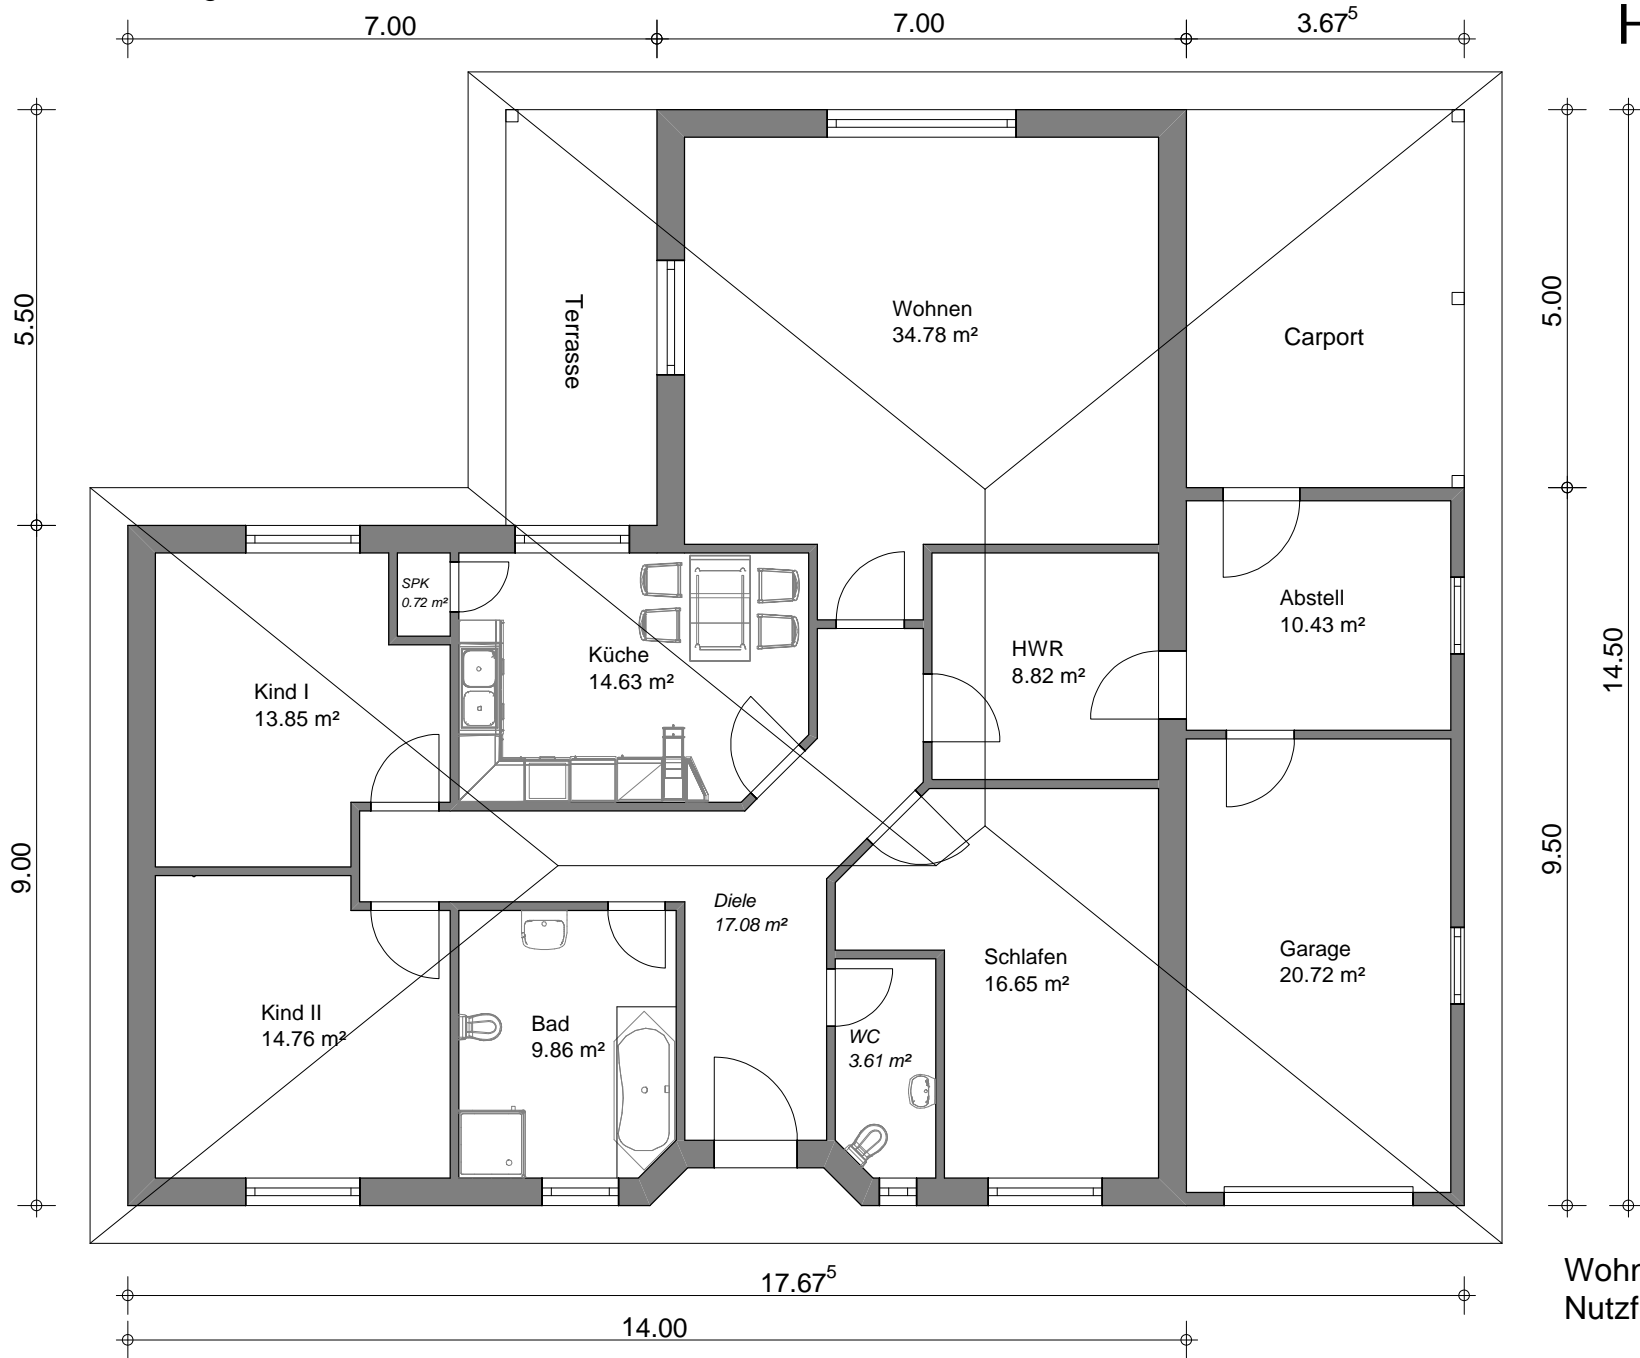 7.00
7.00
3.67⁵
5.50
5.00
14.50
Terrasse
Wohnen
34.78 m²
Carport
SPK
0.72 m²
Küche
14.63 m²
HWR
8.82 m²
Abstell
10.43 m²
Kind I
13.85 m²
9.00
9.50
Diele
17.08 m²
Schlafen
16.65 m²
Garage
20.72 m²
Kind II
14.76 m²
Bad
9.86 m²
WC
3.61 m²
17.67⁵
14.00